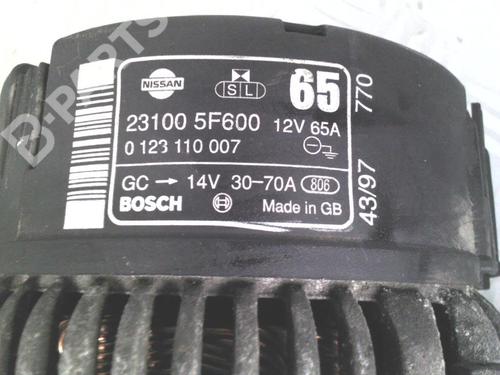 B-PARTS
NISSAN
S L
65
770
23100 5F600 12V 65A
0 123 110 007
GC → 14V 30-70A 806
43/97
BOSCH Made in GB